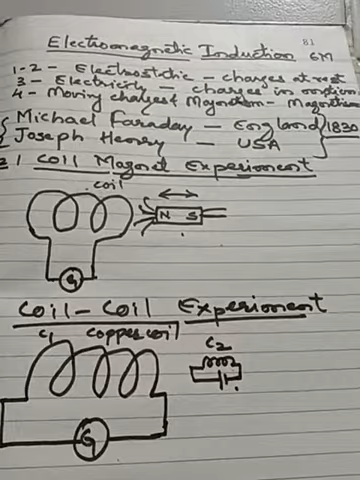 B1
Electromagnetic Induction 6M
1-2 - Electrostatic - charges at rest
3 - Electricity - charges in motion
4 - Moving charges & Magnetism - Magnetism
Michael Faraday - England
1830
2 Joseph Henry - USA
1 Coil Magnet Experiment
coil
N S
G
Coil - Coil Experiment
C1 Copper coil
C2
G